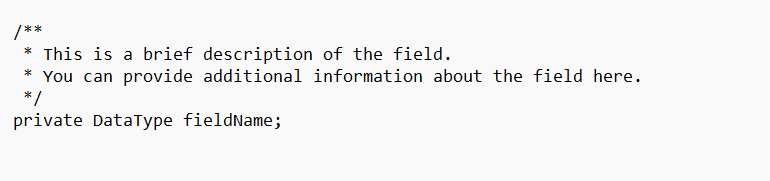 /**
 * This is a brief description of the field.
 * You can provide additional information about the field here.
 */
private DataType fieldName;